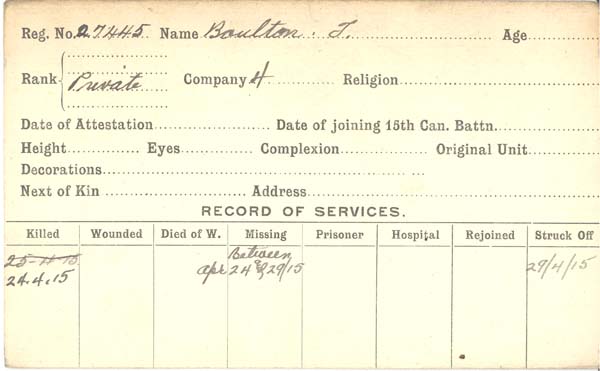 Reg. No. 27445 Name Boulton. T. Age
Rank Private Company 4 Religion
Date of Attestation Date of joining 15th Can. Battn.
Height Eyes Complexion Original Unit
Decorations
Next of Kin Address
RECORD OF SERVICES.
Killed Wounded Died of W. Missing Prisoner Hospital Rejoined Struck Off
25-4-15 Between 29/4/15
24.4.15 Apr 24 & 29/15